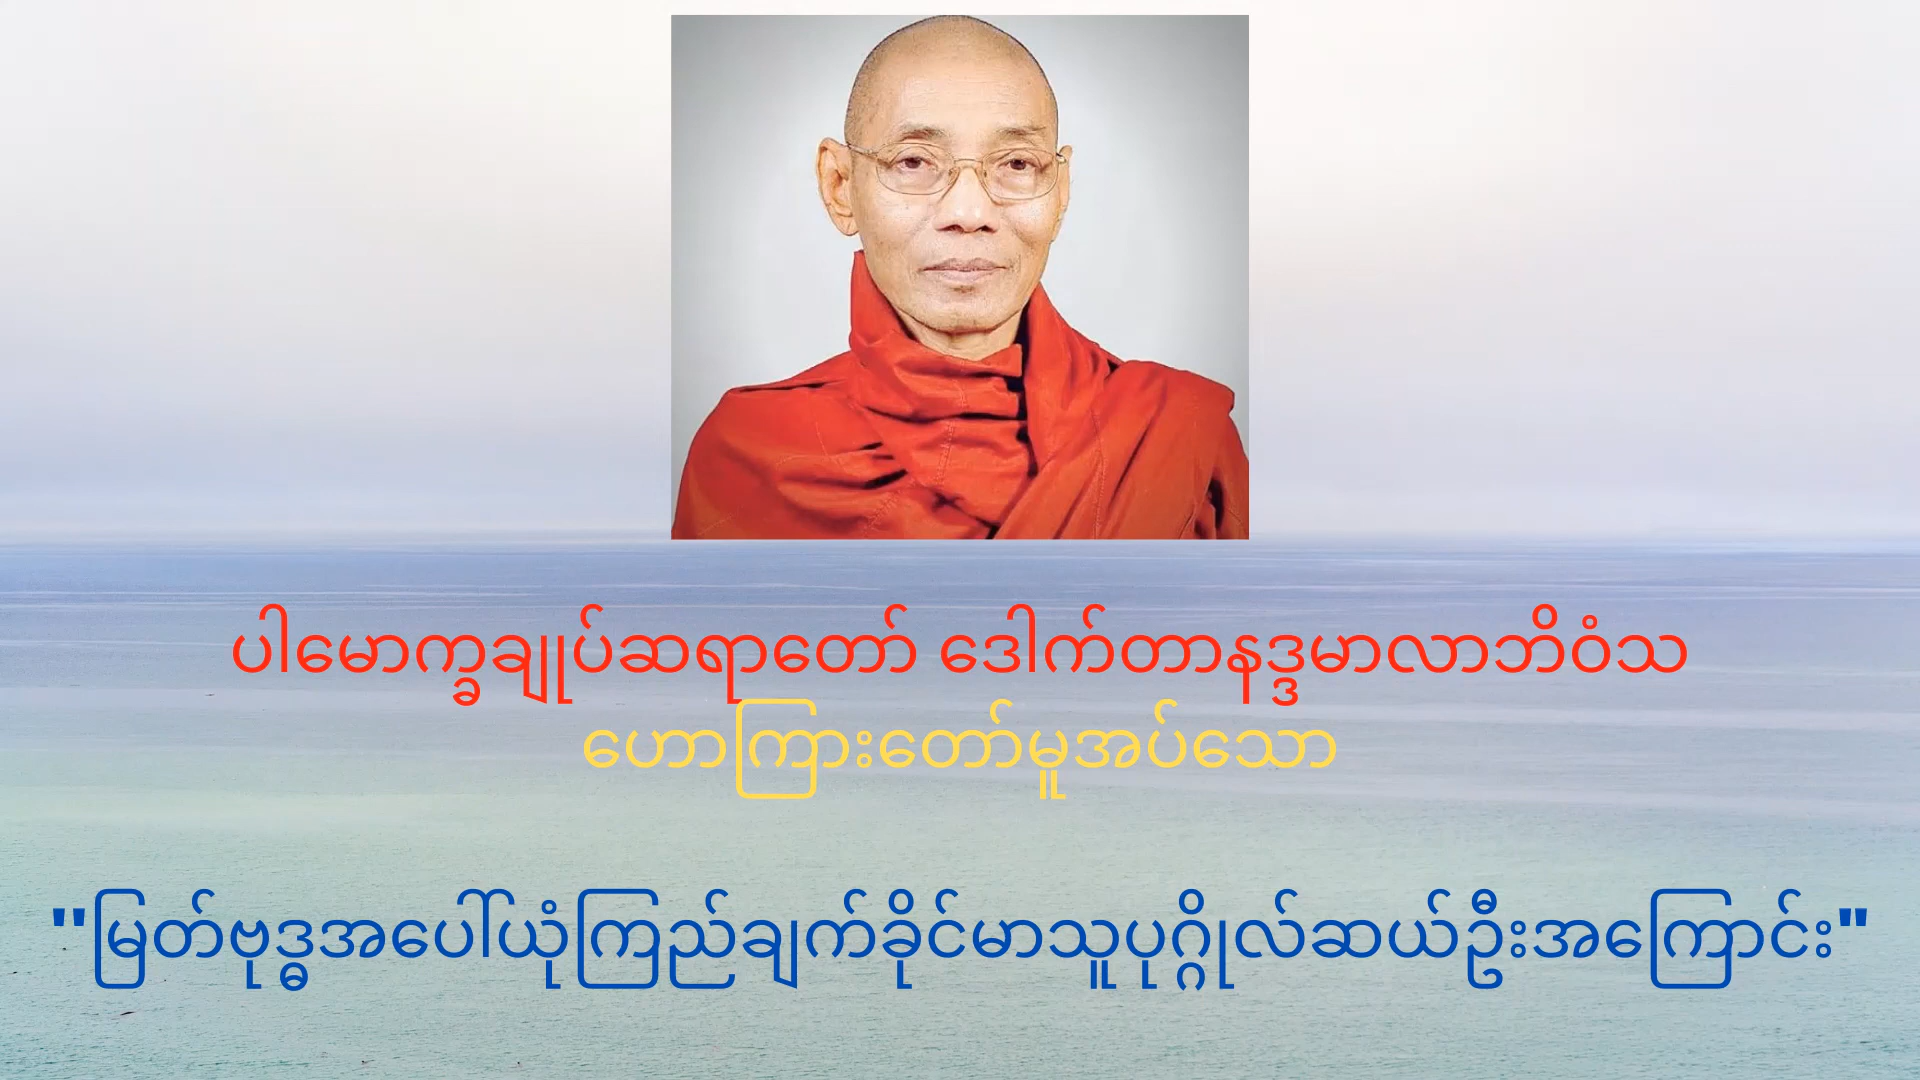 ပါမောက္ခချုပ်ဆရာတော် ဒေါက်တာနန္ဒမာလာဘိဝံသ
ဟောကြားတော်မူအပ်သော
"မြတ်ဗုဒ္ဓအပေါ်ယုံကြည်ချက်ခိုင်မာသူပုဂ္ဂိုလ်ဆယ်ဦးအကြောင်း"